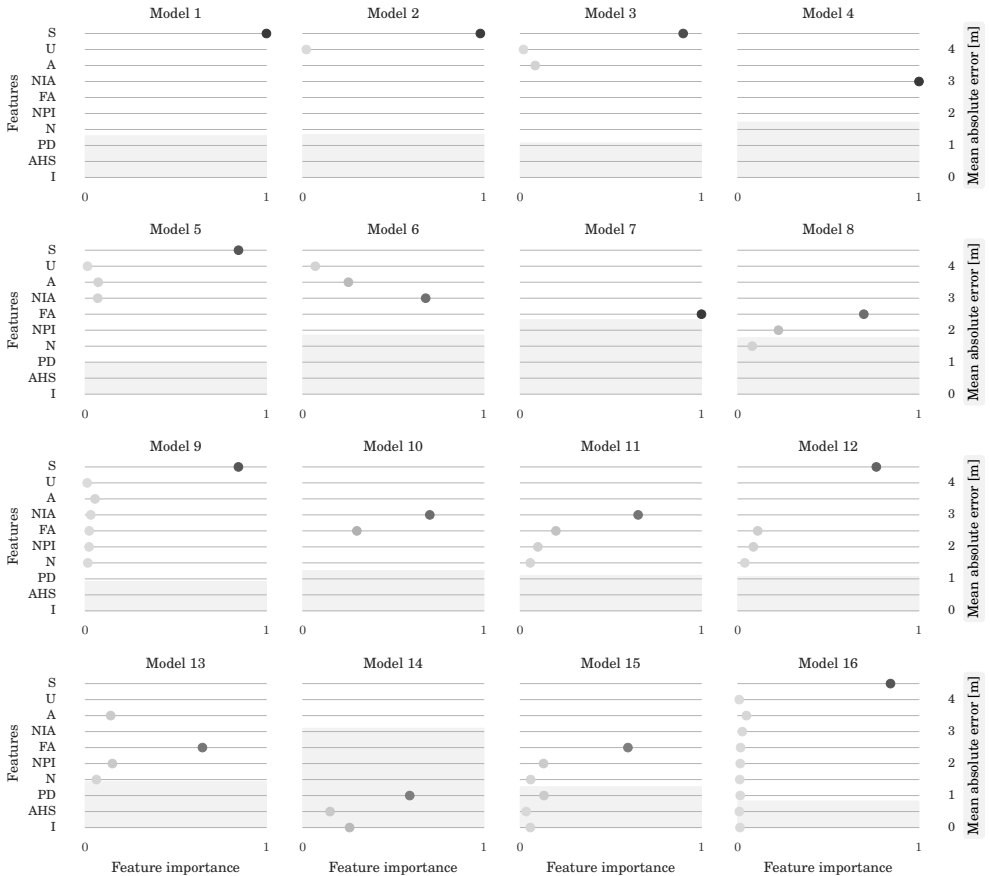 Model 1 Model 2 Model 3 Model 4
S
U 4
A
NIA 3
FA
NPI 2
N
PD 1
AHS
I 0
Features
Mean absolute error [m]
0 1 0 1 0 1 0 1
Model 5 Model 6 Model 7 Model 8
S
U 4
A
NIA 3
FA
NPI 2
N
PD 1
AHS
I 0
Features
Mean absolute error [m]
0 1 0 1 0 1 0 1
Model 9 Model 10 Model 11 Model 12
S
U 4
A
NIA 3
FA
NPI 2
N
PD 1
AHS
I 0
Features
Mean absolute error [m]
0 1 0 1 0 1 0 1
Model 13 Model 14 Model 15 Model 16
S
U 4
A
NIA 3
FA
NPI 2
N
PD 1
AHS
I 0
Features
Mean absolute error [m]
0 1 0 1 0 1 0 1
Feature importance Feature importance Feature importance Feature importance